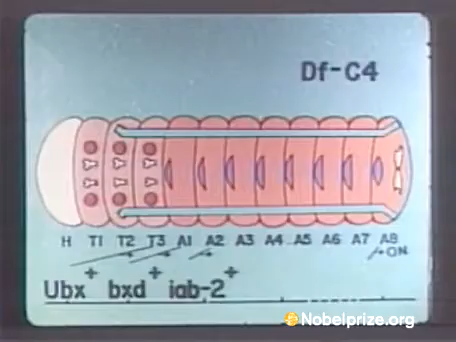 Df-C4
H T1 T2 T3 A1 A2 A3 A4 A5 A6 A7 A8
ON
Ubx+ bxd+ iab-2+
Nobelprize.org